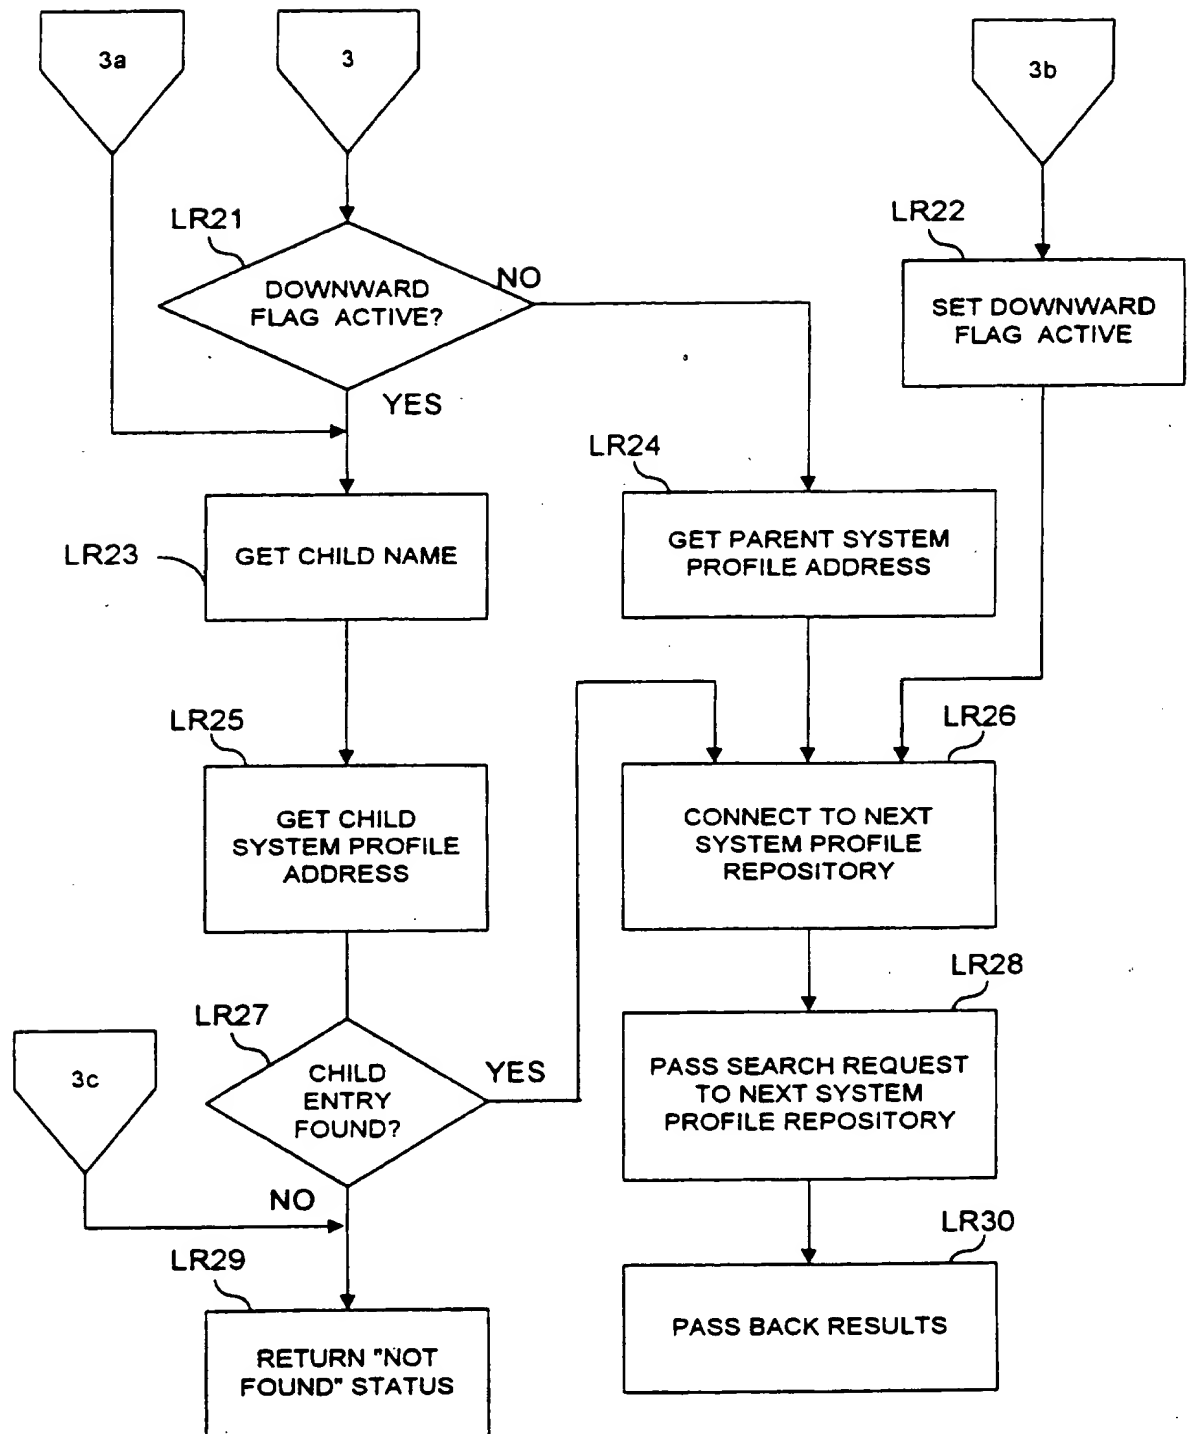 3a
3
3b
LR21
DOWNWARD
FLAG ACTIVE?
NO
YES
LR22
SET DOWNWARD
FLAG ACTIVE
LR23
GET CHILD NAME
LR24
GET PARENT SYSTEM
PROFILE ADDRESS
LR25
GET CHILD
SYSTEM PROFILE
ADDRESS
LR26
CONNECT TO NEXT
SYSTEM PROFILE
REPOSITORY
LR27
CHILD
ENTRY
FOUND?
YES
NO
3c
LR28
PASS SEARCH REQUEST
TO NEXT SYSTEM
PROFILE REPOSITORY
LR29
RETURN "NOT
FOUND" STATUS
LR30
PASS BACK RESULTS